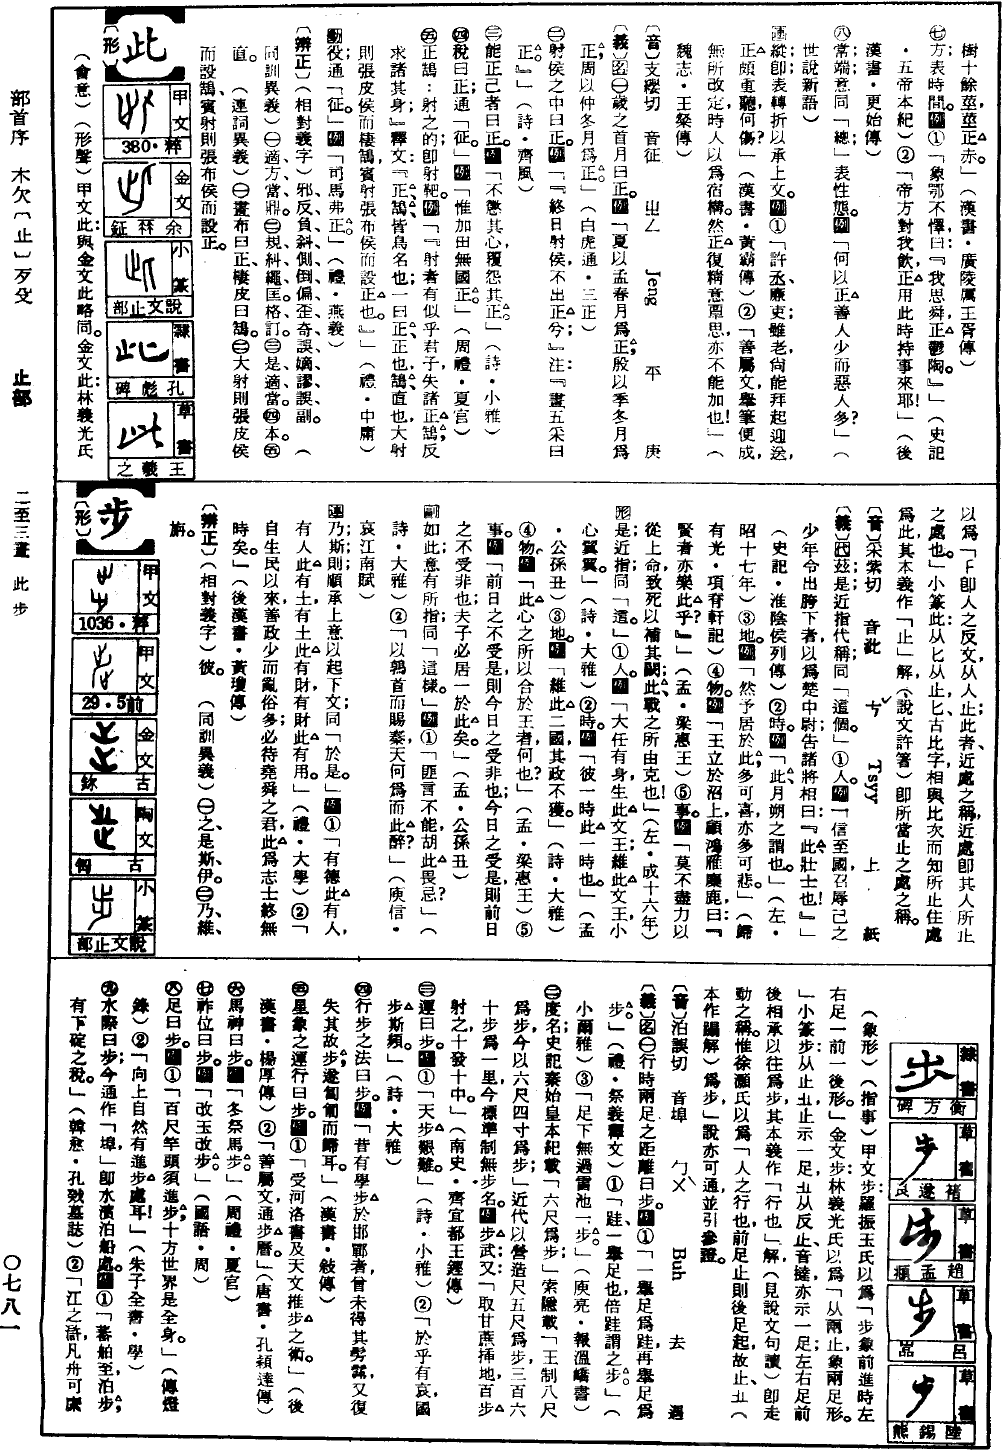 樹十餘莖莖正赤。」（漢書・廣陵厲王胥傳）
㊆方表時間。例①「象鄂不懌曰：『我思舜正鬱陶。』」（史記
・五帝本紀）②「帝方對我飲，正用此時持事來耶！」（後
漢書・更始傳）
㊇常端意同「總」表性態。例「何以正善人少而惡人多？」（
世說新語）
連縱卽表轉折以承上文。例①「許丞廉吏，雖老，尙能拜起迎送，
正頗重聽，何傷？」（漢書・黃霸傳）②「善屬文，舉筆便成，
無所改定，時人以爲宿構；然正復精意覃思，亦不能加也！」（
魏志・王粲傳）
〔音〕支纓切　音征　ㄓㄥ　Jeng　平　庚
〔義〕名㊀歲之首月曰正。例「夏以孟春月爲正，殷以季冬月爲
正，周以仲冬月爲正。」（白虎通・三正）
㊁射侯之中曰正。例「『終日射侯，不出正兮。』注『畫五采曰
正。』」（詩・齊風）
㊂能正己者曰正。例「不懲其心，覆怨其正。」（詩・小雅）
㊃稅曰正，通「征」。例「惟加田無國正。」（周禮・夏官）
㊄正鵠：射之的，卽射靶。例「『射者有似乎君子，失諸正鵠，反
求諸其身。』釋文『正、鵠皆鳥名也，一曰正，正也，鵠，直也，大射
則張皮侯而棲鵠，賓射張布侯而設正也。』」（禮・中庸）
動役，通「征。」例「司馬弗正。」（禮・燕義）
〔辨正〕（相對義字）邪、反、負、斜、側、倒、偏、歪、奇、誤、嫡、謬、誤、副。（
同訓異義）㊀適、方、當、鼎。㊁規、糾、繩、匡、格、訂。㊂是、適、當。㊃本。㊄
直。（連詞異義）㊀畫布曰正，棲皮曰鵠。㊁大射則張皮侯
而設鵠，賓射則張布侯而設正。
此
甲文　380・粹
金文　余冉鉦
小篆　說文止部
隸書　孔彪碑
草書　王羲之
〔形〕
（會意）（形聲）甲文此：與金文此略同。金文此：林義光氏
以爲「卩卽人之反文，从人止；此者，近處之稱，近處卽其人所止
之處也。」小篆此：从匕从止，匕古比字，相與比次而知所止住處
爲此，其本義作「止」解，（說文許箸）卽所當止之處之稱。
〔音〕采紫切　音玼　ㄘˇ　Tsyy　上　紙
〔義〕代茲，是，近指代稱，同「這個。」①人。例「信至國，召辱己之
少年令出胯下者，以爲楚中尉，告諸將相曰：『此壯士也！』」
（史記・淮陰侯列傳）②時。例「此月朔之謂也。」（左・
昭十七年）③地。例「然予居於此，多可喜，亦多可悲。」（歸
有光・項脊軒記）④物。例「王立於沼上，顧鴻雁麋鹿曰：『
賢者亦樂此乎？』」（孟・梁惠王）⑤事。例「莫不盡力以
從上命，致死以補其闕，此戰之所由克也！」（左・成十六年）
形是，近指，同「這」①人。例「大任有身，生此文王；維此文王，小
心翼翼。」（詩・大雅）②時。例「彼一時，此一時也。」（孟
・公孫丑）③地。例「維此二國，其政不獲。」（詩・大雅）
④物。例「此心之所以合於王者何也？」（孟・梁惠王）⑤
事。例「前日之不受是，則今日之受非也；今日之受是，則前日
之不受非也；夫子必居一於此矣。」（孟・公孫丑）
副如此，意有所指，同「這樣。」例①「匪言不能，胡此畏忌？」（
詩・大雅）②「以鶉首而賜秦，天何爲而此醉？」（庾信・
哀江南賦）
連乃，斯，則，順承上意以起下文，同「於是。」例①「有德此有人，
有人此有土，有土此有財，有財此有用。」（禮・大學）②「
自生民以來，善政少而亂俗多，必待堯舜之君，此爲志士終無
時矣。」（後漢書・黃瓊傳）
〔辨正〕（相對義字）彼。（同訓異義）㊀之、是、斯、伊。㊁乃、維、
旃。
步
甲文　1036・粹
甲文　29・5前
金文　古鉥
陶文　古匋
小篆　說文止部
隸書　衡方碑
草書　褚遂良
草書　趙孟頫
草書　呂嵓
草書　陸錫熊
〔形〕
（象形）（指事）甲文步：羅振玉氏以爲「步象前進時左
右足一前一後形。」金文步：林義光氏以爲「从兩止，象兩足形。
」小篆步：从止𣥂，止示一足，𣥂从反止，音撻，亦示一足；左右足前
後相承以往爲步，其本義作「行也」解，（見說文句讀）卽走
動之稱；惟徐灝氏以爲「人之行也，前足止則後足起，故止𣥂（
本作闢解）爲步」說亦可通，並引參證。
〔音〕泊誤切　音埠　ㄅㄨˋ　Buh　去　遇
〔義〕名㊀行時兩足之距離曰步。例①「一舉足爲跬，再舉足爲
步。」（禮・祭義釋文）①「跬，一舉足也，倍跬謂之步。」（
小爾雅）③「足下無過雷池一步。」（庾亮・報溫嶠書）
㊁度名，史記秦始皇本紀載「六尺爲步」；索隱載「王制八尺
爲步，今以六尺四寸爲步；」近代以營造尺五尺爲步，三百六
十步爲一里，今標準制無步名。例步武；又「取甘蔗插地，百步
射之，十發十中。」（南史・齊宜都王鏗傳）
㊂運曰步。例①「天步艱難。」（詩・小雅）②「於乎有哀，國
步斯頻。」（詩・大雅）
㊃行步之法曰步。例「昔有學步於邯鄲者，曾未得其髣髴，又復
失其故步，遂匍匐而歸耳。」（漢書・敍傳）
㊄星象之運行曰步。例①「受河洛書及天文推步之術。」（後
漢書・楊厚傳）②「善屬文，通步曆。」（唐書・孔穎達傳）
㊅馬神曰步。例「冬祭馬步。」（周禮・夏官）
㊆祚位曰步。例「改玉改步。」（國語・周）
㊇足曰步。例①「百尺竿頭須進步，十方世界是全身。」（傳燈
錄）②「向上自然有進步處耳！」（朱子全書・學）
㊈水際曰步，今通作「埠」，卽水濱泊船處。例①「蕃舶至泊步，
有下碇之稅。」（韓愈・孔戣墓誌）②「江之滸，凡舟可縻
部首序　木欠〔止〕歹殳　止部　二至三畫　此步　〇七八一